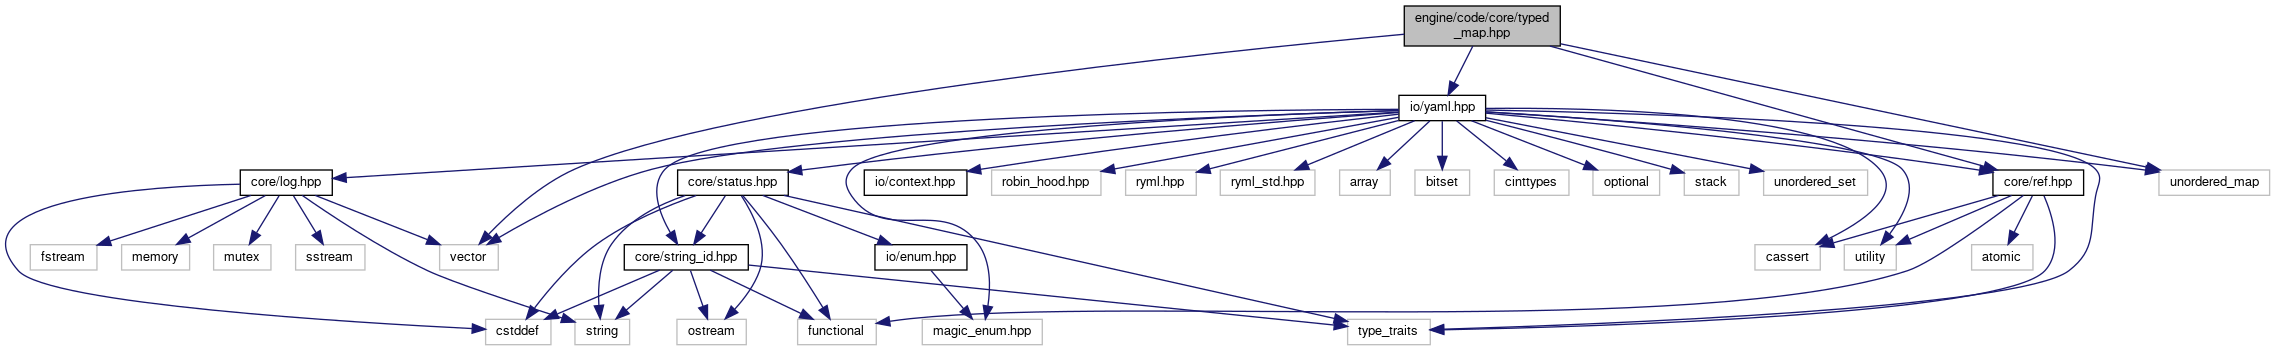 engine/code/core/typed
_map.hpp
io/yaml.hpp
core/log.hpp
core/status.hpp
io/context.hpp
robin_hood.hpp
ryml.hpp
ryml_std.hpp
array
bitset
cinttypes
optional
stack
unordered_set
core/ref.hpp
unordered_map
fstream
memory
mutex
sstream
vector
core/string_id.hpp
io/enum.hpp
cassert
utility
atomic
cstddef
string
ostream
functional
magic_enum.hpp
type_traits